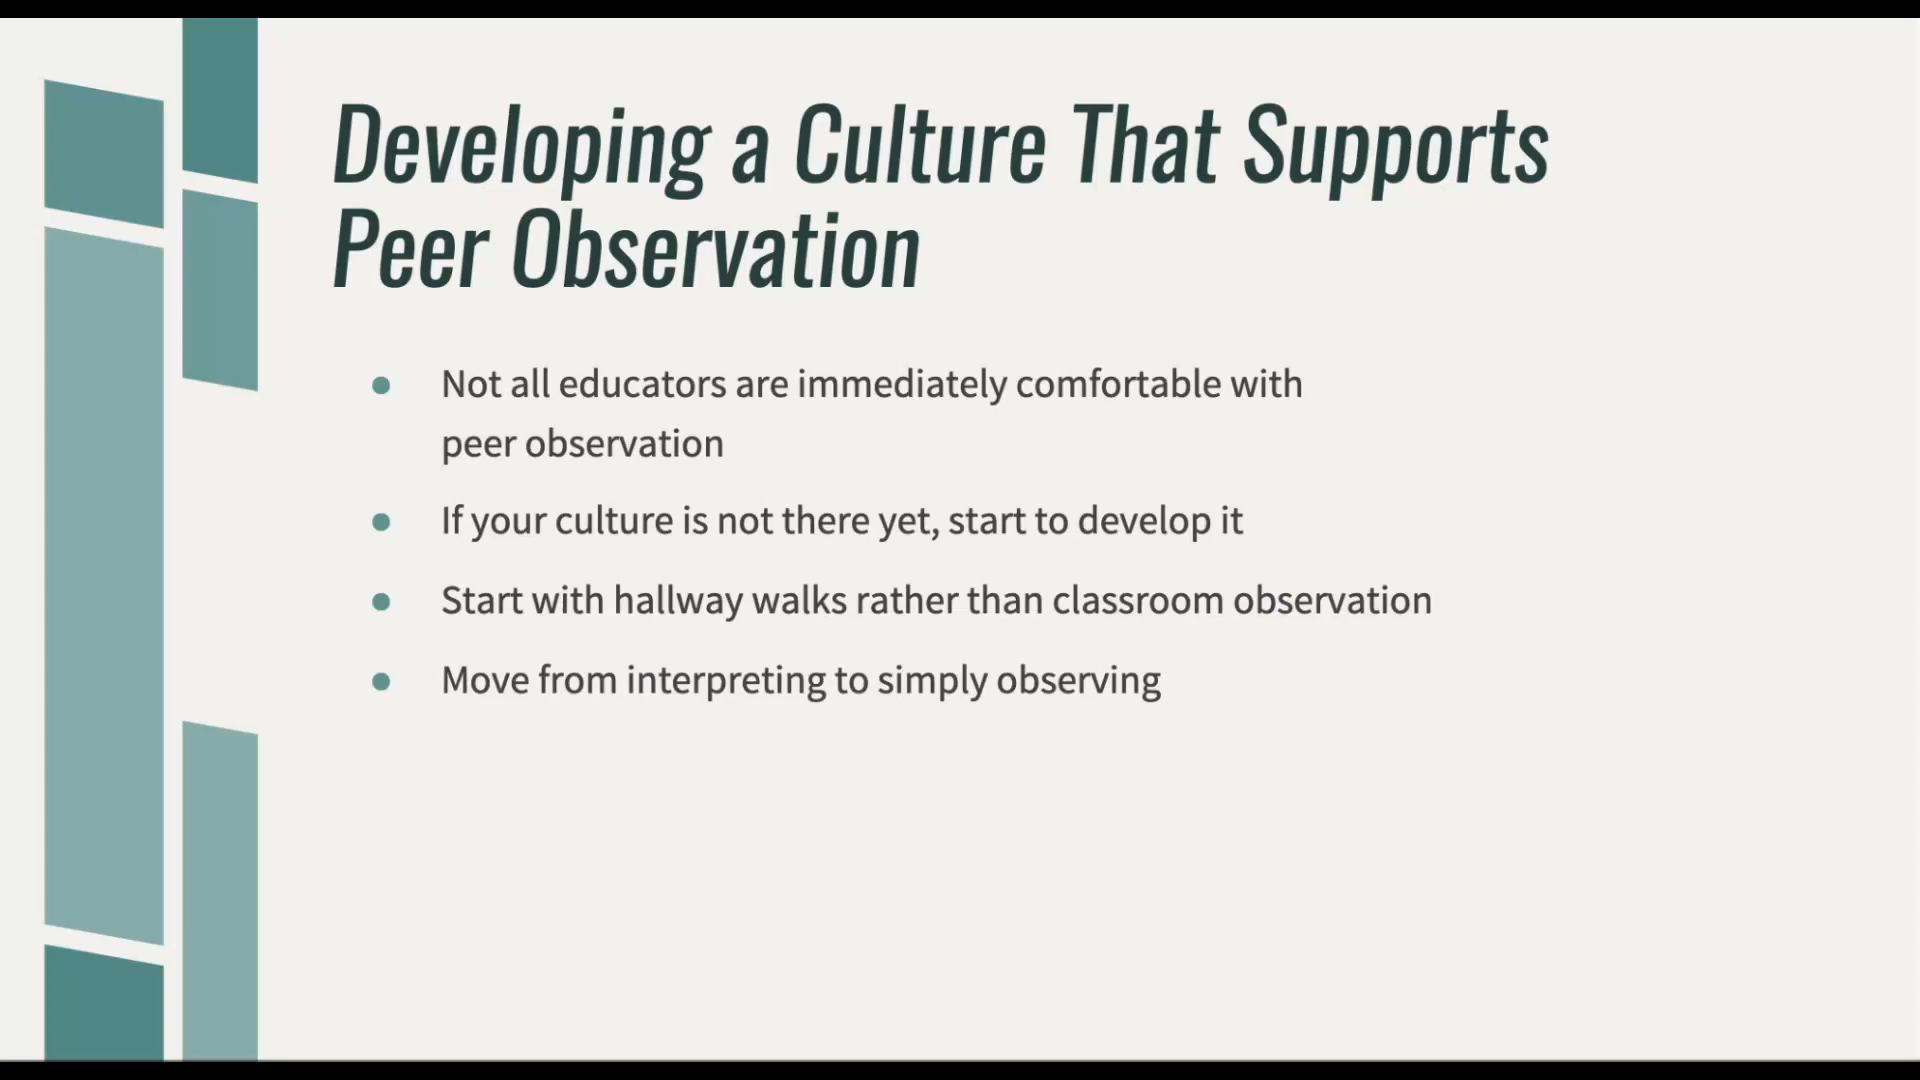 Developing a Culture That Supports
Peer Observation
Not all educators are immediately comfortable with
peer observation
If your culture is not there yet, start to develop it
Start with hallway walks rather than classroom observation
Move from interpreting to simply observing